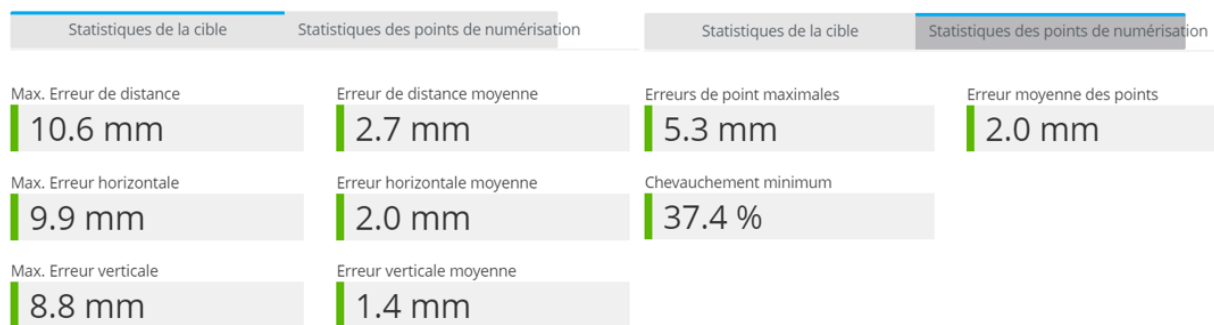 Statistiques de la cible
Statistiques des points de numérisation
Statistiques de la cible
Statistiques des points de numérisation
Max. Erreur de distance
Erreur de distance moyenne
Erreurs de point maximales
Erreur moyenne des points
10.6 mm
2.7 mm
5.3 mm
2.0 mm
Max. Erreur horizontale
Erreur horizontale moyenne
Chevauchement minimum
9.9 mm
2.0 mm
37.4 %
Max. Erreur verticale
Erreur verticale moyenne
8.8 mm
1.4 mm